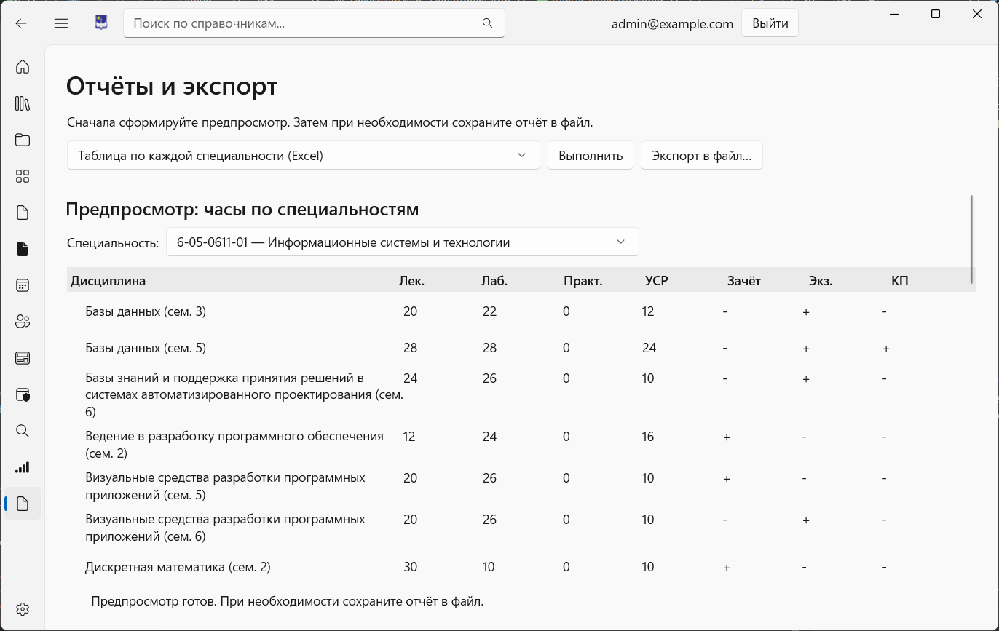 Поиск по справочникам...
admin@example.com
Выйти
Отчёты и экспорт
Сначала сформируйте предпросмотр. Затем при необходимости сохраните отчёт в файл.
Таблица по каждой специальности (Excel)
Выполнить
Экспорт в файл...
Предпросмотр: часы по специальностям
Специальность:
6-05-0611-01 — Информационные системы и технологии
Дисциплина Лек. Лаб. Практ. УСР Зачёт Экз. КП
Базы данных (сем. 3) 20 22 0 12 - + -
Базы данных (сем. 5) 28 28 0 24 - + +
Базы знаний и поддержка принятия решений в 24 26 0 10 - + -
системах автоматизированного проектирования (сем.
6)
Ведение в разработку программного обеспечения 12 24 0 16 + - -
(сем. 2)
Визуальные средства разработки программных 20 26 0 10 + - -
приложений (сем. 5)
Визуальные средства разработки программных 20 26 0 10 - + -
приложений (сем. 6)
Дискретная математика (сем. 2) 30 10 0 10 + - -
Предпросмотр готов. При необходимости сохраните отчёт в файл.